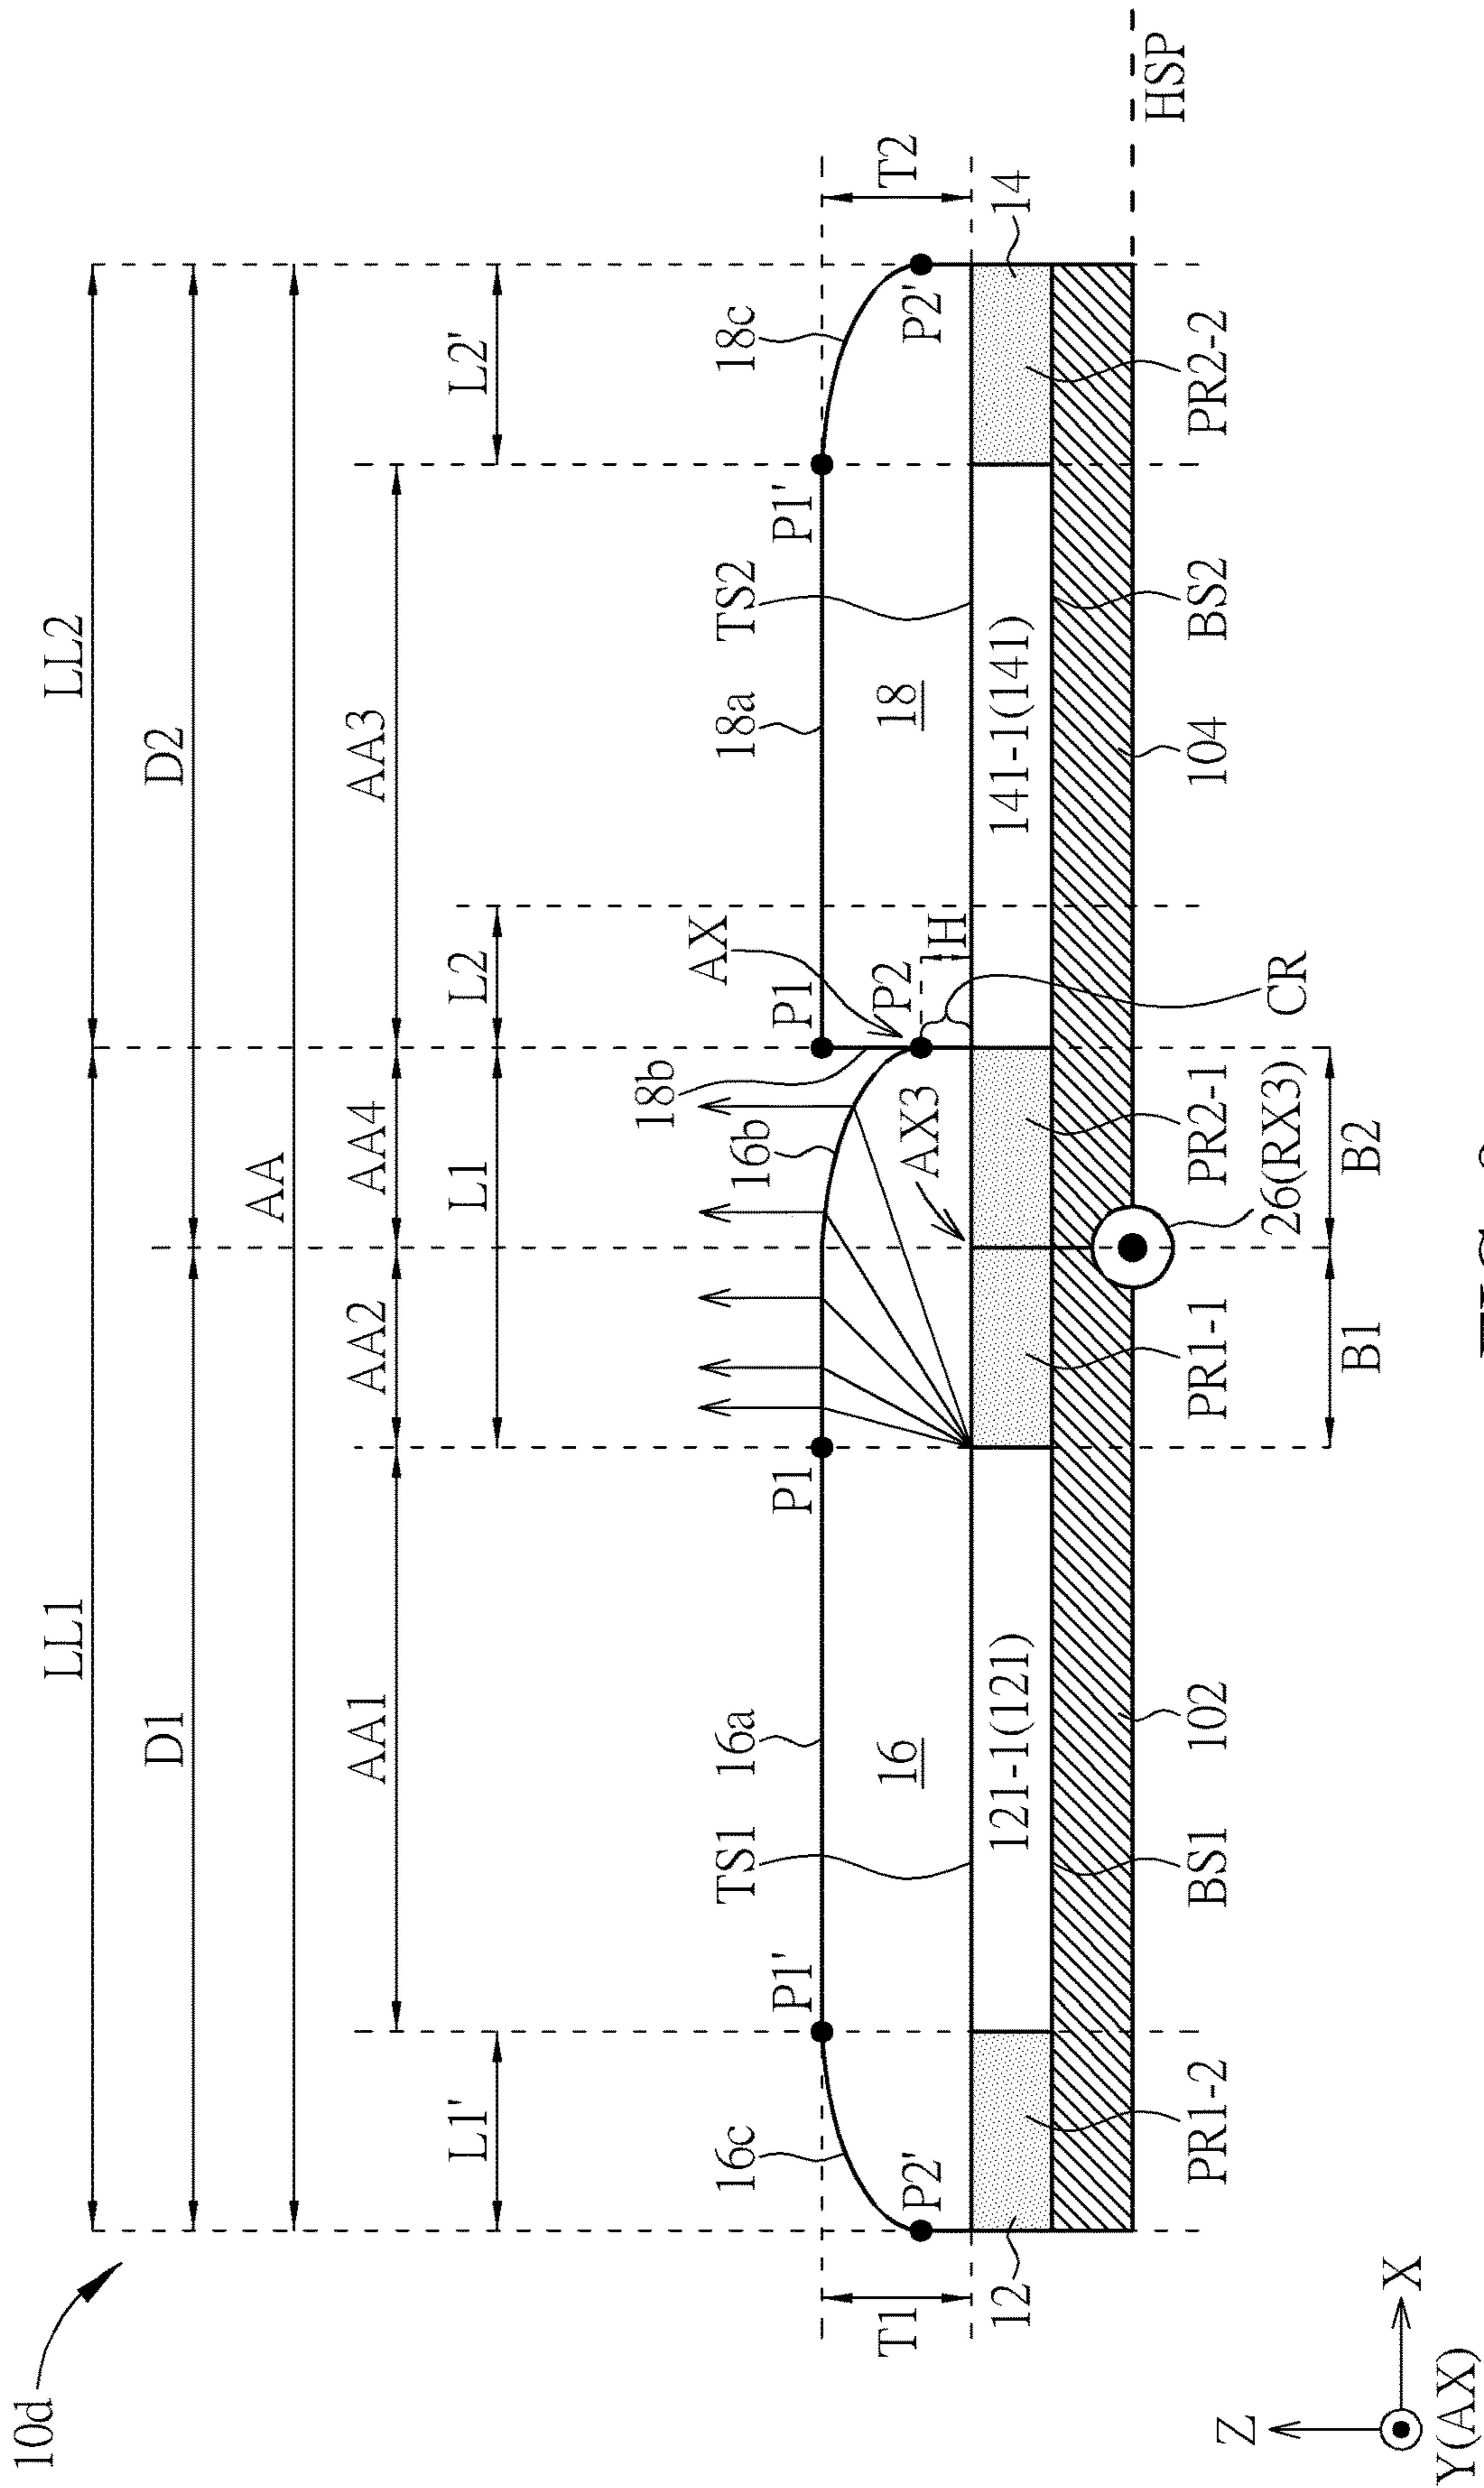 10d
LL1
LL2
D1
D2
AA
AA1
AA2
AA4
AA3
L1'
L1
L2
L2'
16c
TS1
16a
16b
18b
AX
18a
TS2
18c
P1'
P1
P1
P1'
T1
P2'
16
AX3
P2
H
18
P2'
T2
12
121-1(121)
141-1(141)
14
HSP
PR1-2
BS1
102
PR1-1
PR2-1
104
BS2
PR2-2
26(RX3)
CR
B1
B2
Z
X
Y(AX)